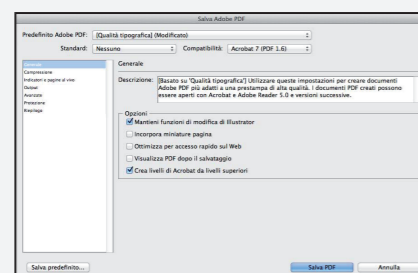 Salva Adobe PDF
Predefinito Adobe PDF: [Qualità tipografica] (Modificato)
Standard: Nessuno Compatibilità: Acrobat 7 (PDF 1.6)
Generale
Compressione
Indicatori e pagine al vivo
Output
Avanzate
Protezione
Riepilogo
Generale
Descrizione: [Basato su 'Qualità tipografica'] Utilizzare queste impostazioni per creare documenti
Adobe PDF più adatti a una prestampa di alta qualità. I documenti PDF creati possono
essere aperti con Acrobat e Adobe Reader 5.0 e versioni successive.
Opzioni
Mantieni funzioni di modifica di Illustrator
Incorpora miniature pagina
Ottimizza per accesso rapido sul Web
Visualizza PDF dopo il salvataggio
Crea livelli di Acrobat da livelli superiori
Salva predefinito... Salva PDF Annulla